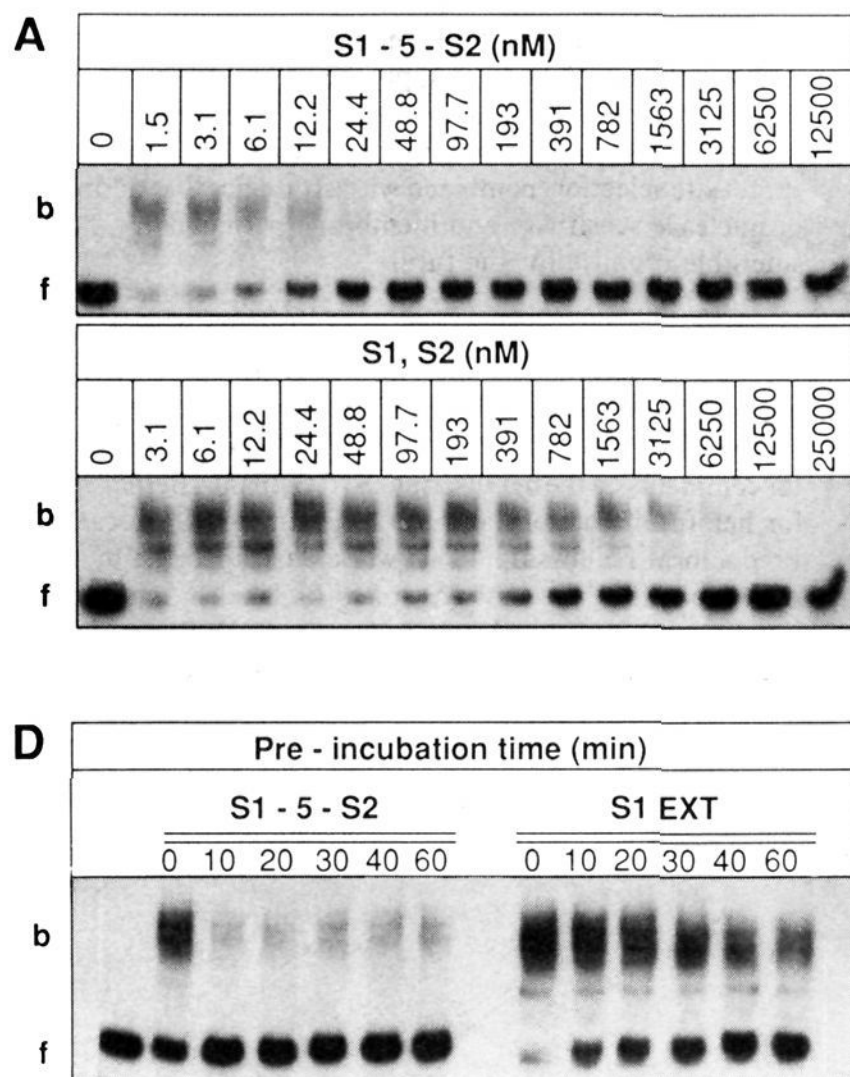 A
S1 - 5 - S2 (nM)
0 1.5 3.1 6.1 12.2 24.4 48.8 97.7 193 391 782 1563 3125 6250 12500
b
f
S1, S2 (nM)
0 3.1 6.1 12.2 24.4 48.8 97.7 193 391 782 1563 3125 6250 12500 25000
b
f
D
Pre - incubation time (min)
S1 - 5 - S2 S1 EXT
0 10 20 30 40 60 0 10 20 30 40 60
b
f